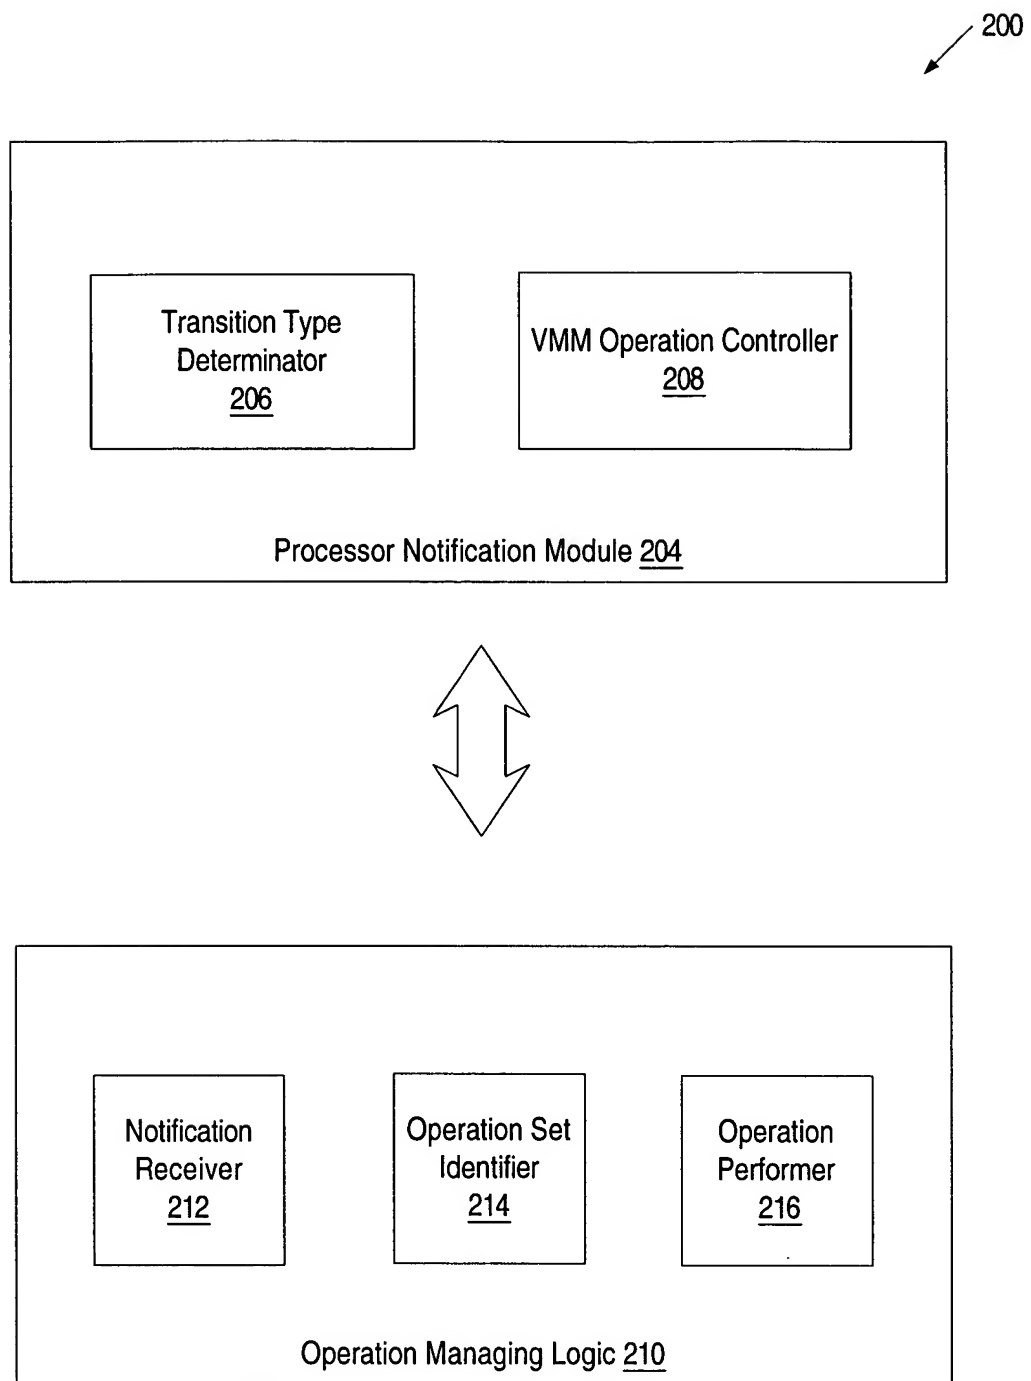 200
Transition Type
Determinator
206
VMM Operation Controller
208
Processor Notification Module 204
Notification
Receiver
212
Operation Set
Identifier
214
Operation
Performer
216
Operation Managing Logic 210